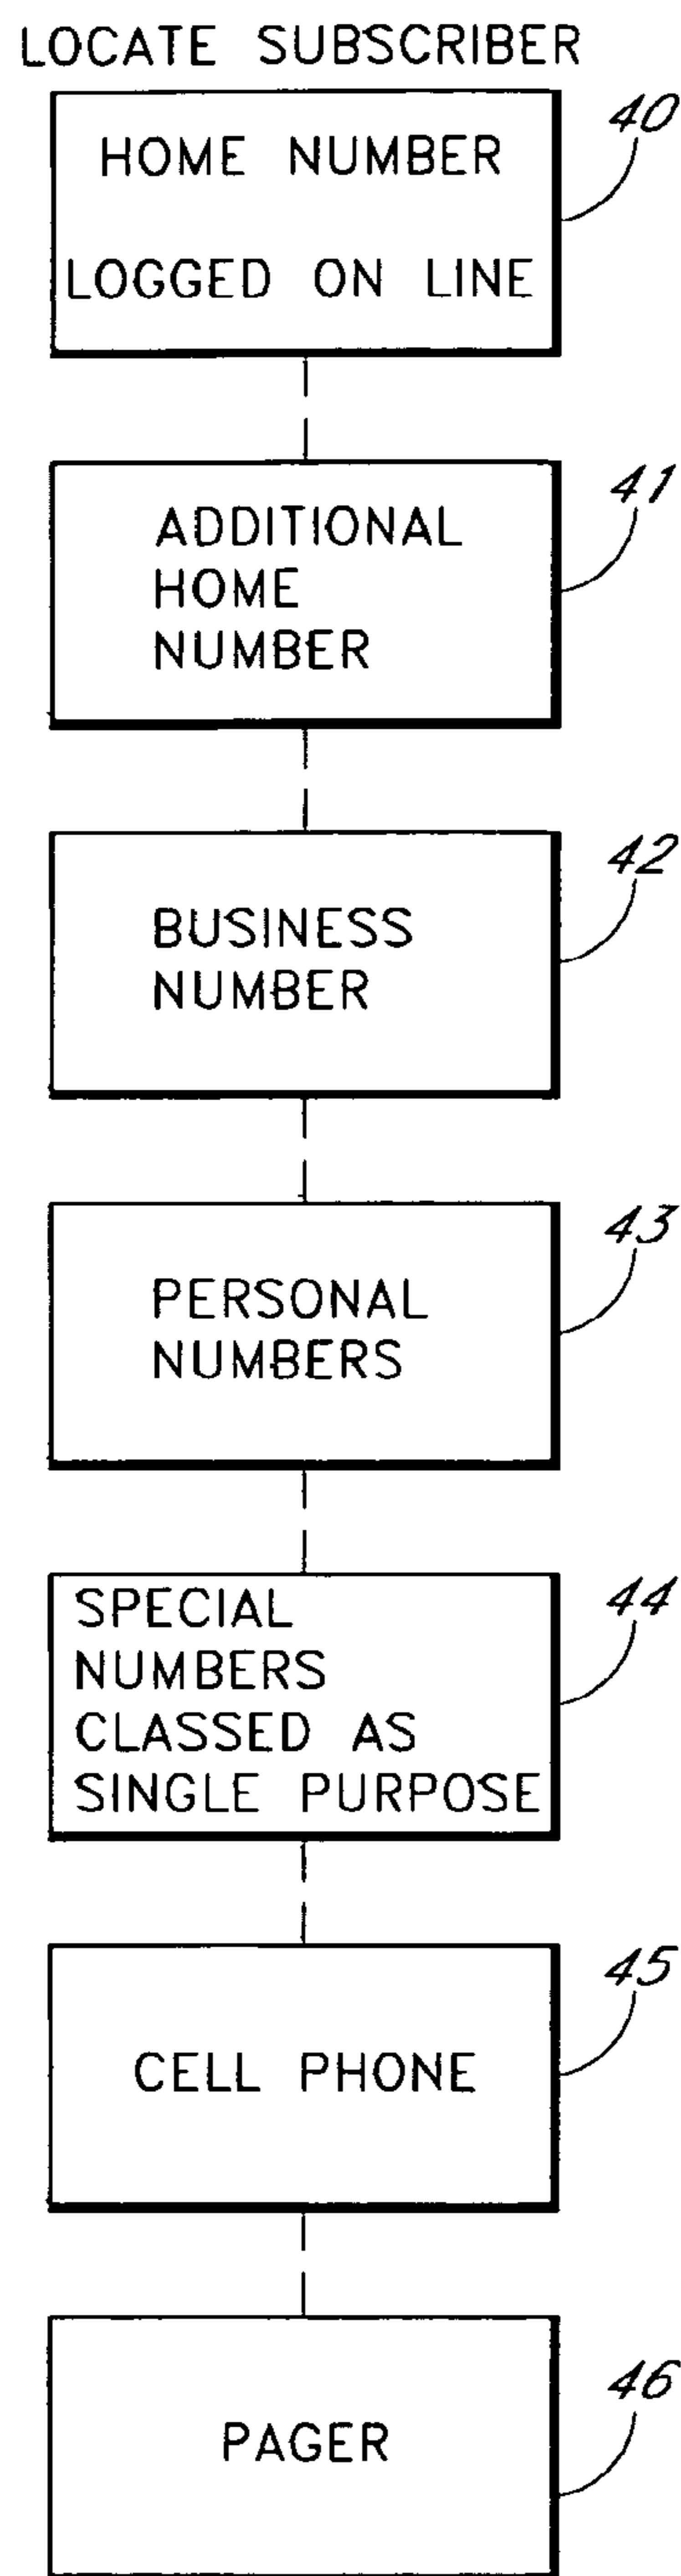 LOCATE SUBSCRIBER
40
HOME NUMBER
LOGGED ON LINE
41
ADDITIONAL
HOME
NUMBER
42
BUSINESS
NUMBER
43
PERSONAL
NUMBERS
44
SPECIAL
NUMBERS
CLASSED AS
SINGLE PURPOSE
45
CELL PHONE
46
PAGER